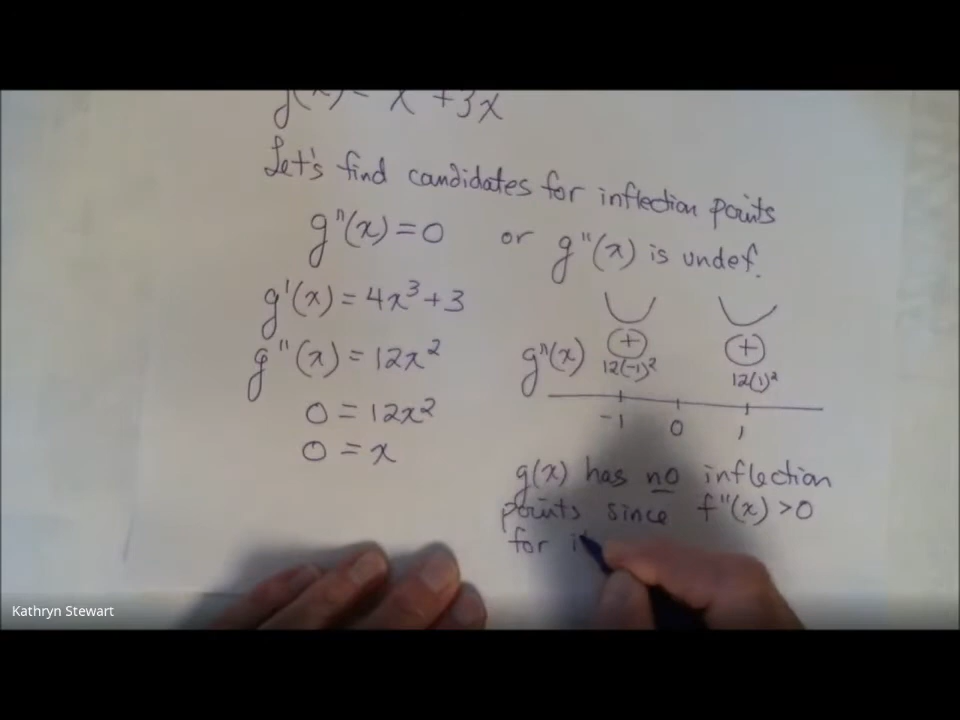 g(x) = x + 3x
Let's find candidates for inflection points
g"(x) = 0 or g"(x) is undef.
g'(x) = 4x³ + 3
g"(x) = 12x²
0 = 12x²
0 = x
g"(x) + +
12(-1)² 12(1)²
-1 0 1
g(x) has no inflection
points since f"(x) > 0
for
Kathryn Stewart